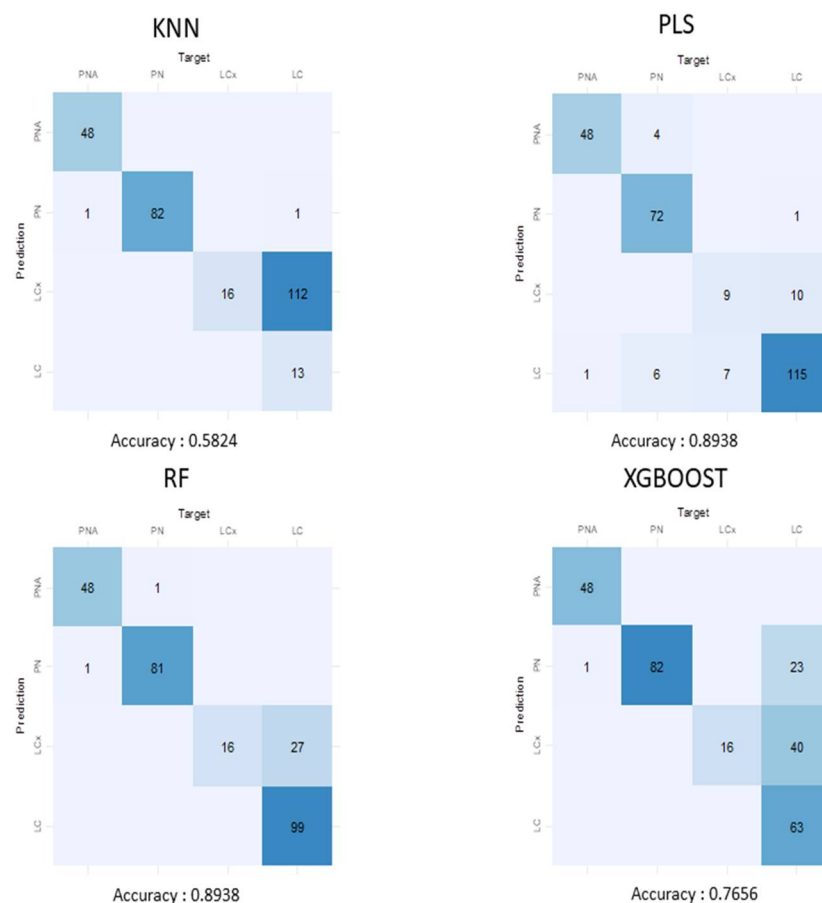 KNN
Target
PNA PN LCx LC
Prediction
PNA 48
PN 1 82 1
LCx 16 112
LC 13
Accuracy : 0.5824
PLS
Target
PNA PN LCx LC
Prediction
PNA 48 4
PN 72 1
LCx 9 10
LC 1 6 7 115
Accuracy : 0.8938
RF
Target
PNA PN LCx LC
Prediction
PNA 48 1
PN 1 81
LCx 16 27
LC 99
Accuracy : 0.8938
XGBOOST
Target
PNA PN LCx LC
Prediction
PNA 48
PN 1 82 23
LCx 16 40
LC 63
Accuracy : 0.7656